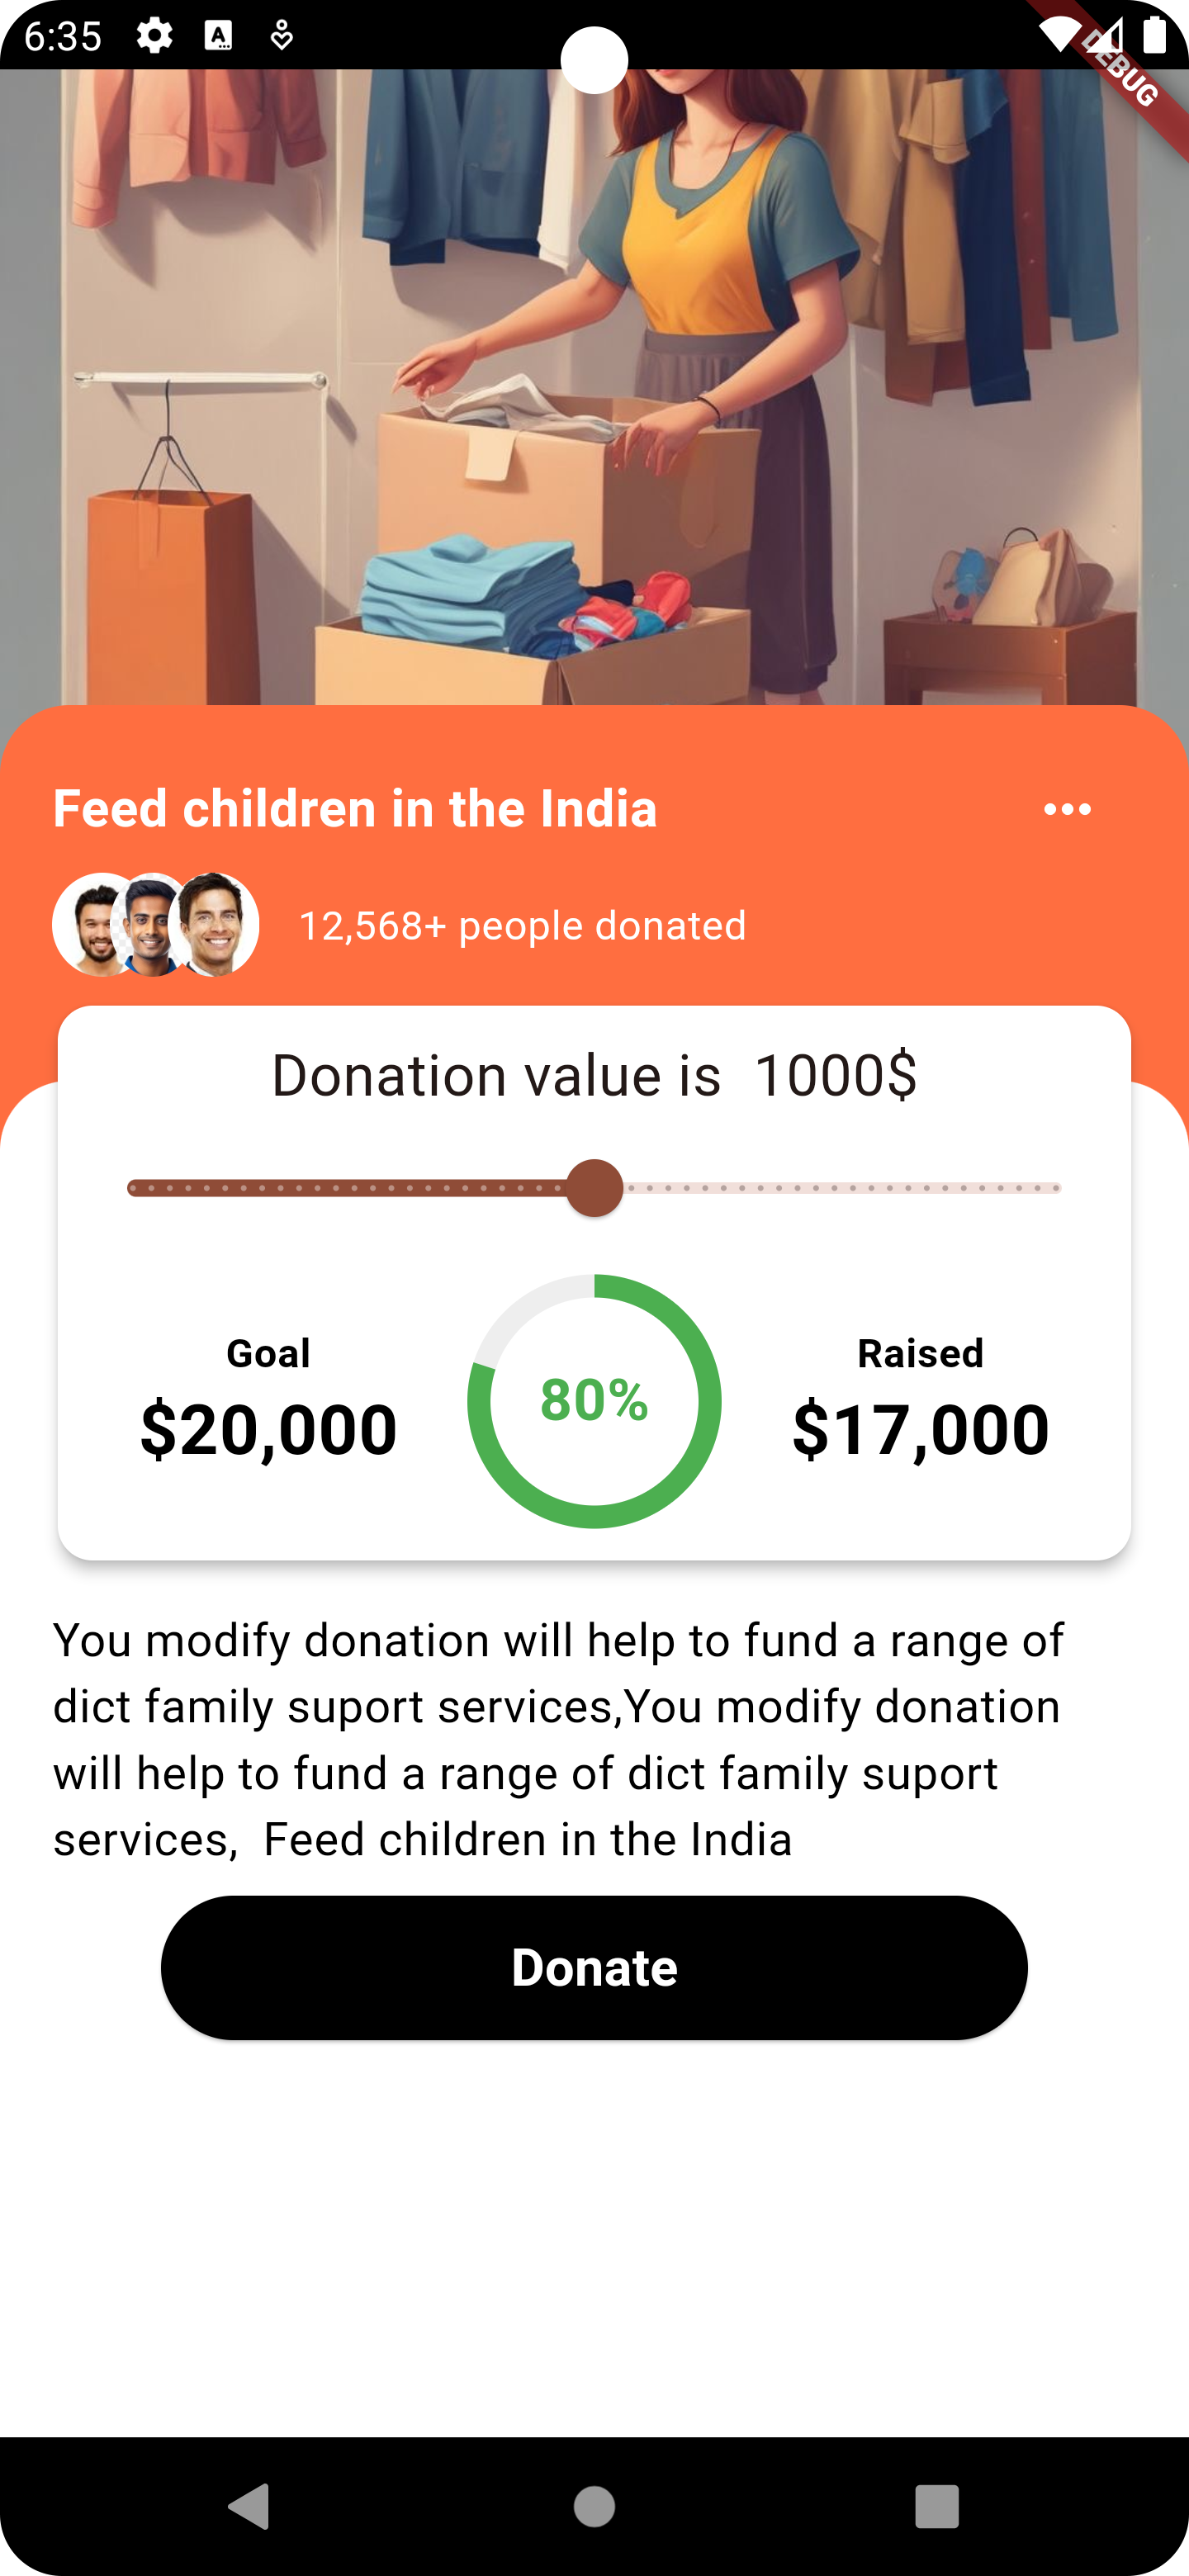 6:35
DEBUG
Feed children in the India
12,568+ people donated
Donation value is  1000$
Goal
$20,000
80%
Raised
$17,000
You modify donation will help to fund a range of
dict family suport services,You modify donation
will help to fund a range of dict family suport
services,  Feed children in the India
Donate